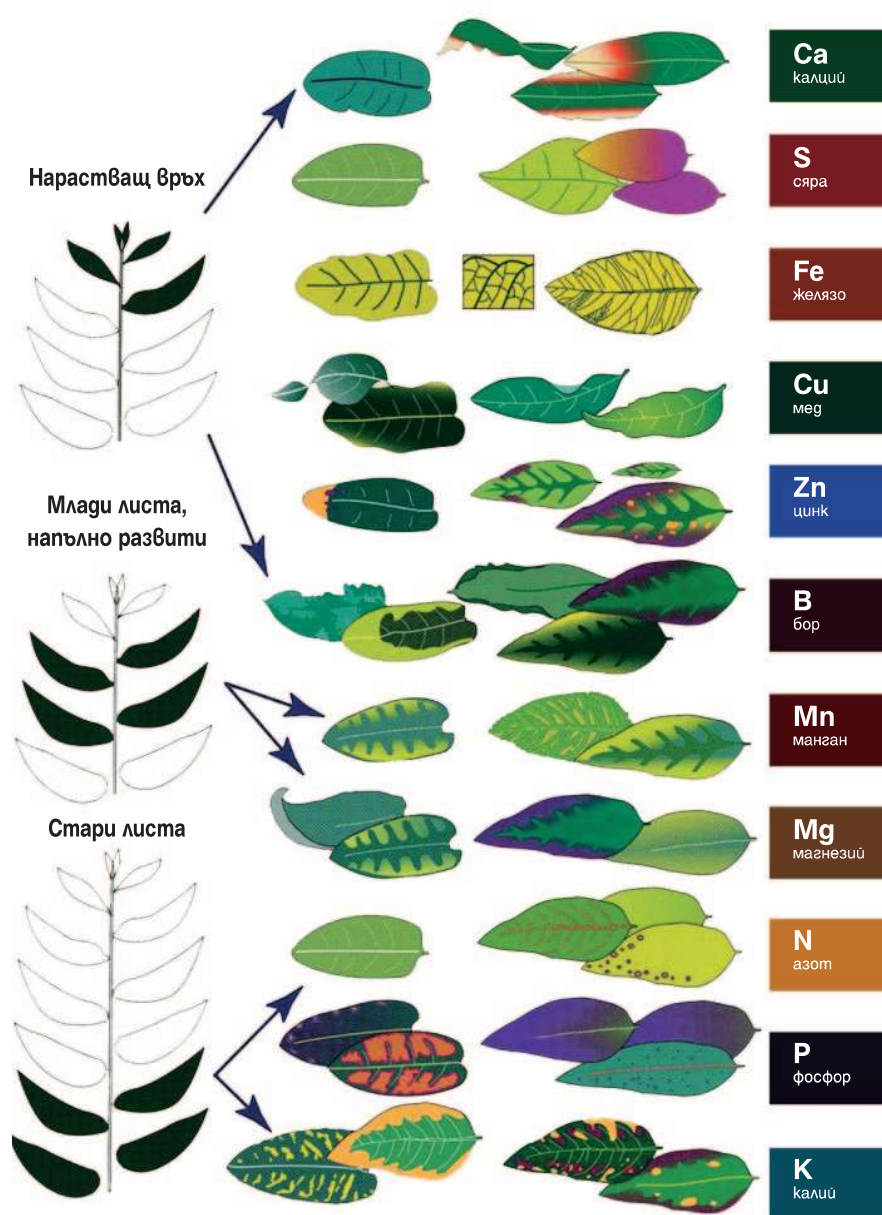 Нарастващ връх
Млади листа,
напълно развити
Стари листа
Ca
калций
S
сяра
Fe
желязо
Cu
мед
Zn
цинк
B
бор
Mn
манган
Mg
магнезий
N
азот
P
фосфор
K
калий